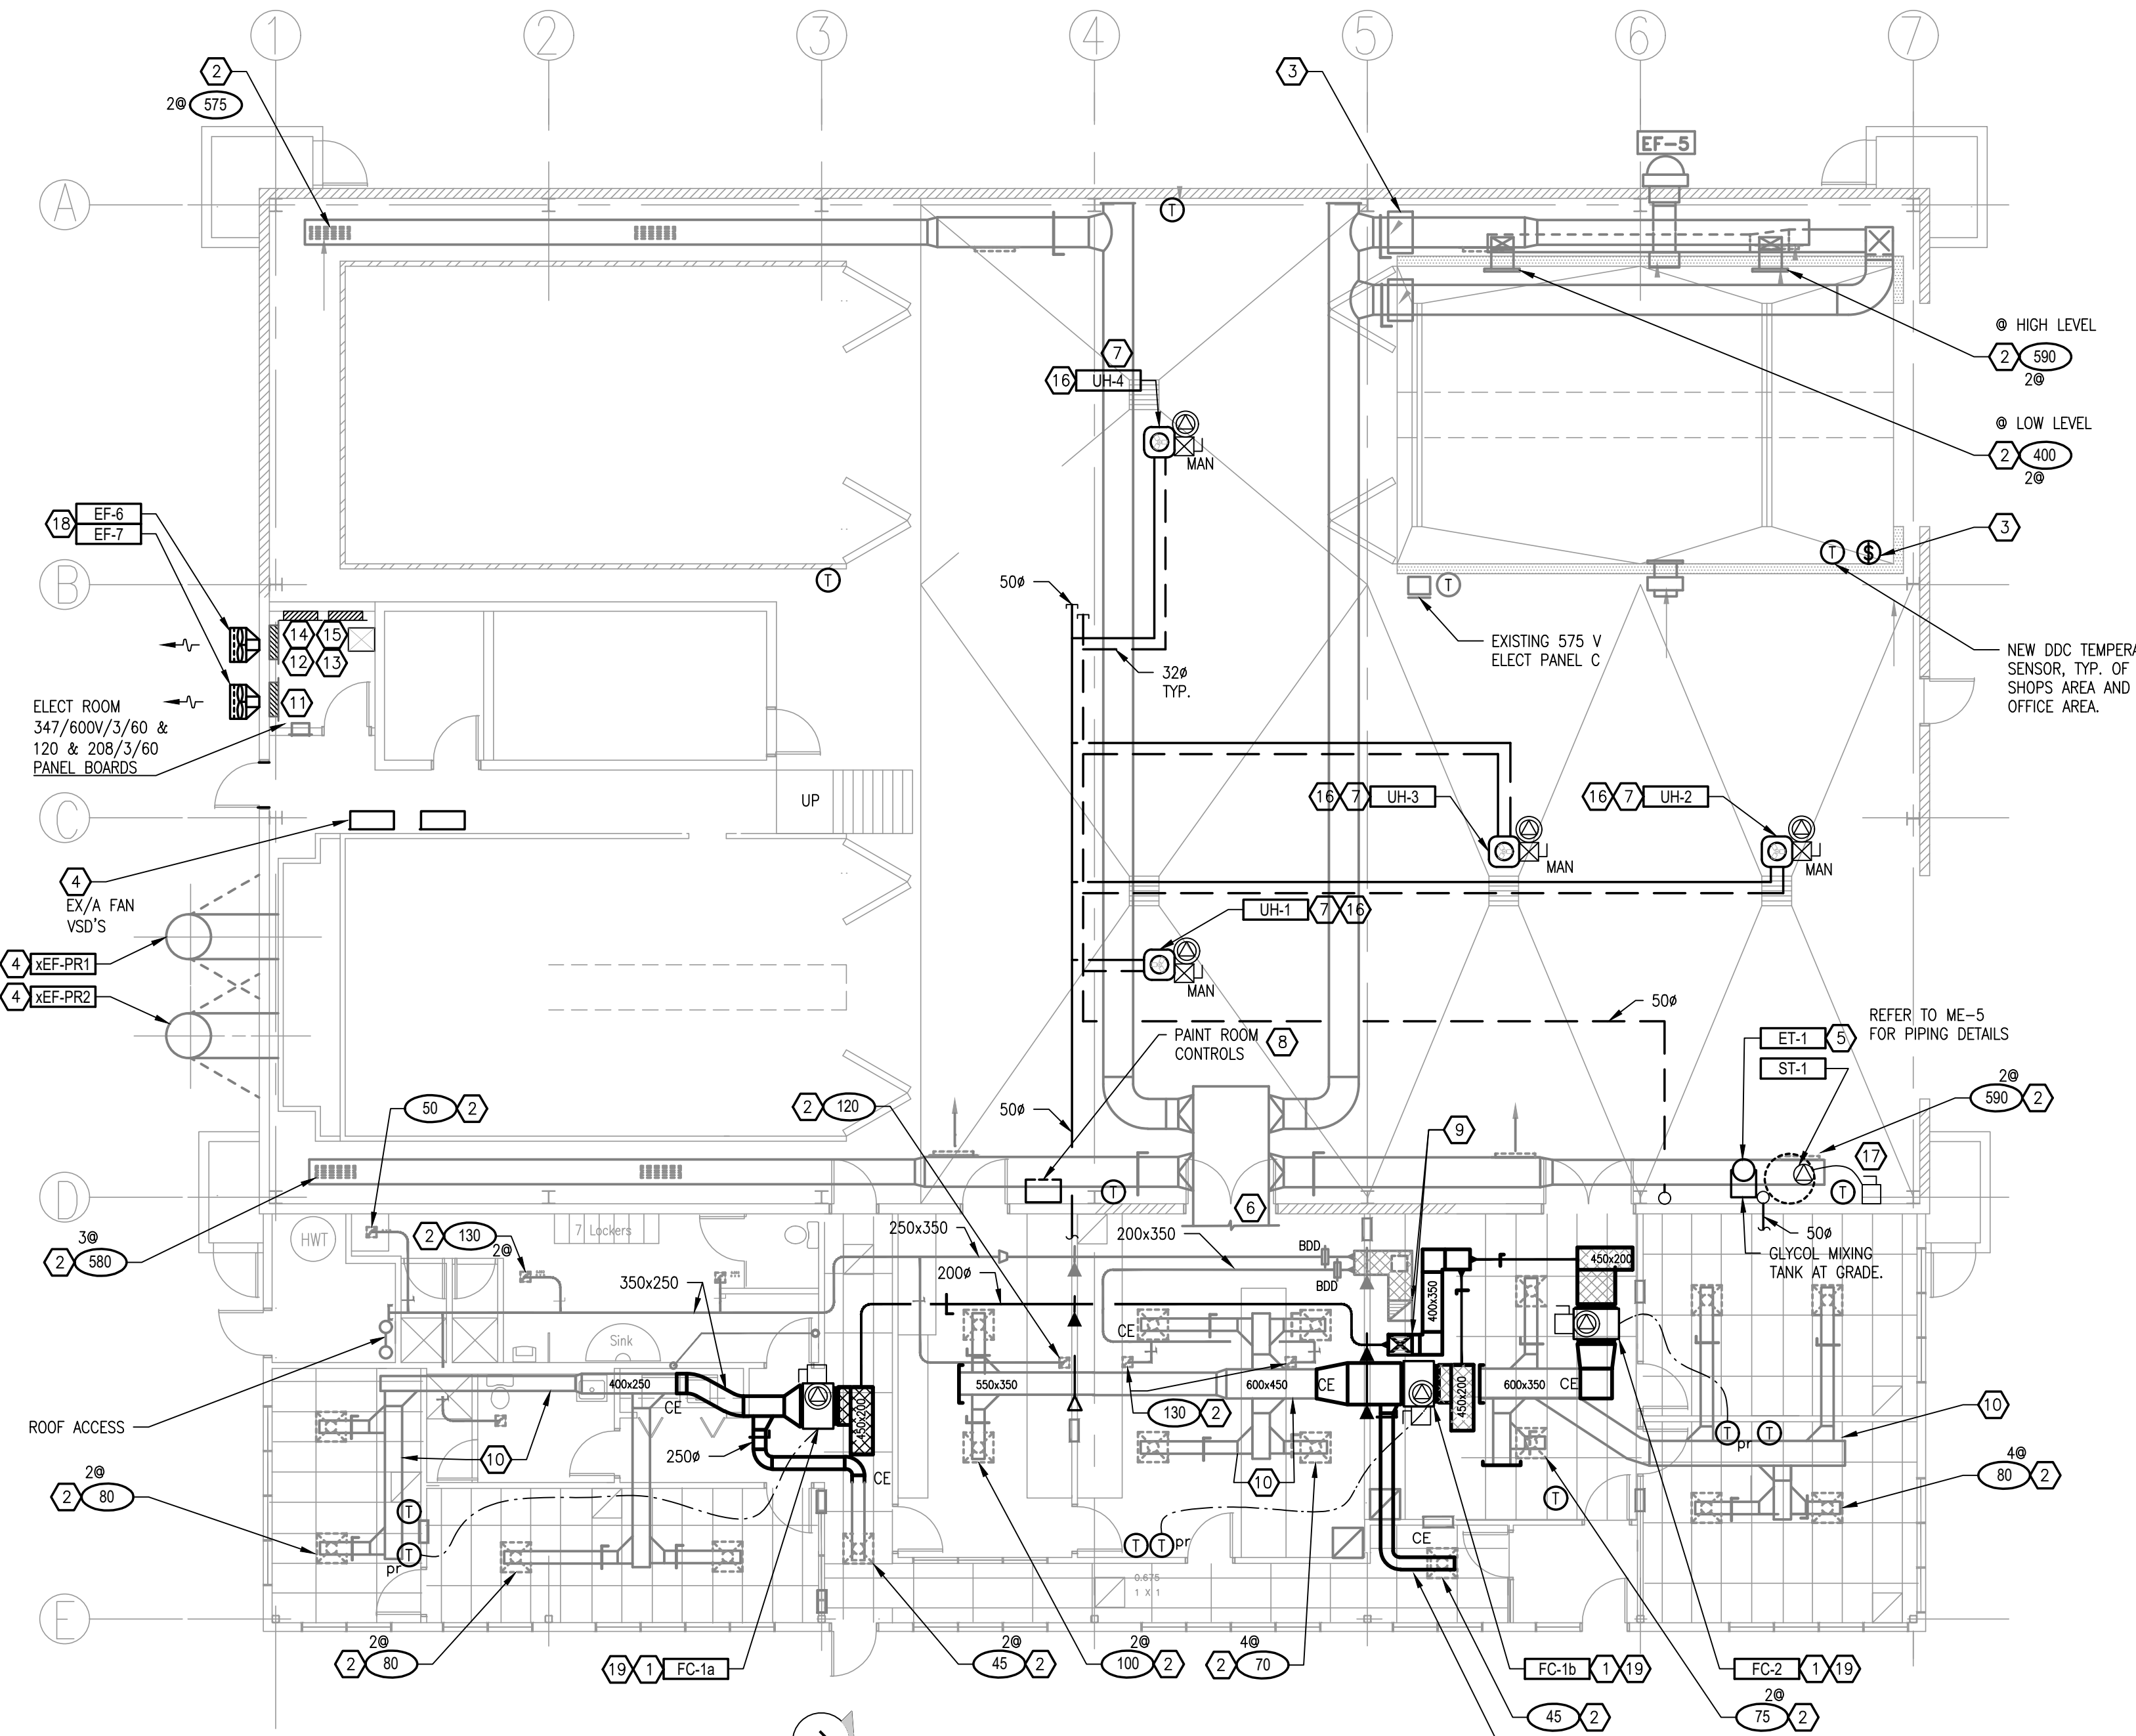 1
2
3
4
5
6
7
2
2@ 575
3
EF-5
A
T
@ HIGH LEVEL
2 590
2@
7
16 UH-4
MAN
@ LOW LEVEL
2 400
2@
18 EF-6
EF-7
3
T $
B
T
50ø
T
EXISTING 575 V
ELECT PANEL C
14 15
12 13
11
32ø
TYP.
NEW DDC TEMPERA
SENSOR, TYP. OF
SHOPS AREA AND
OFFICE AREA.
ELECT ROOM
347/600V/3/60 &
120 & 208/3/60
PANEL BOARDS
C
UP
16 7 UH-3
MAN
16 7 UH-2
MAN
4
EX/A FAN
VSD'S
UH-1 7 16
MAN
4 xEF-PR1
4 xEF-PR2
50ø
PAINT ROOM
CONTROLS
8
ET-1 5
ST-1
REFER TO ME-5
FOR PIPING DETAILS
50 2
2 120
50ø
9
2@
590 2
17
D
T
T
6
HWT
7 Lockers
3@
2 580
2 130
2@
250x350
200x350
BDD
BDD
50ø
GLYCOL MIXING
TANK AT GRADE.
350x250
200ø
450x200
400x350
Sink
CE
400x250
CE
550x350
600x450
CE
600x350
CE
450x200
450x200
ROOF ACCESS
10
250ø
CE
130 2
10
T
pr
T
10
2@
2 80
T
T
pr
4@
80 2
T
T T pr
CE
0.675
1 X 1
E
2@
2 80
19 1 FC-1a
2@
45 2
2@
100 2
4@
2 70
FC-1b 1 19
FC-2 1 19
45 2
2@
75 2